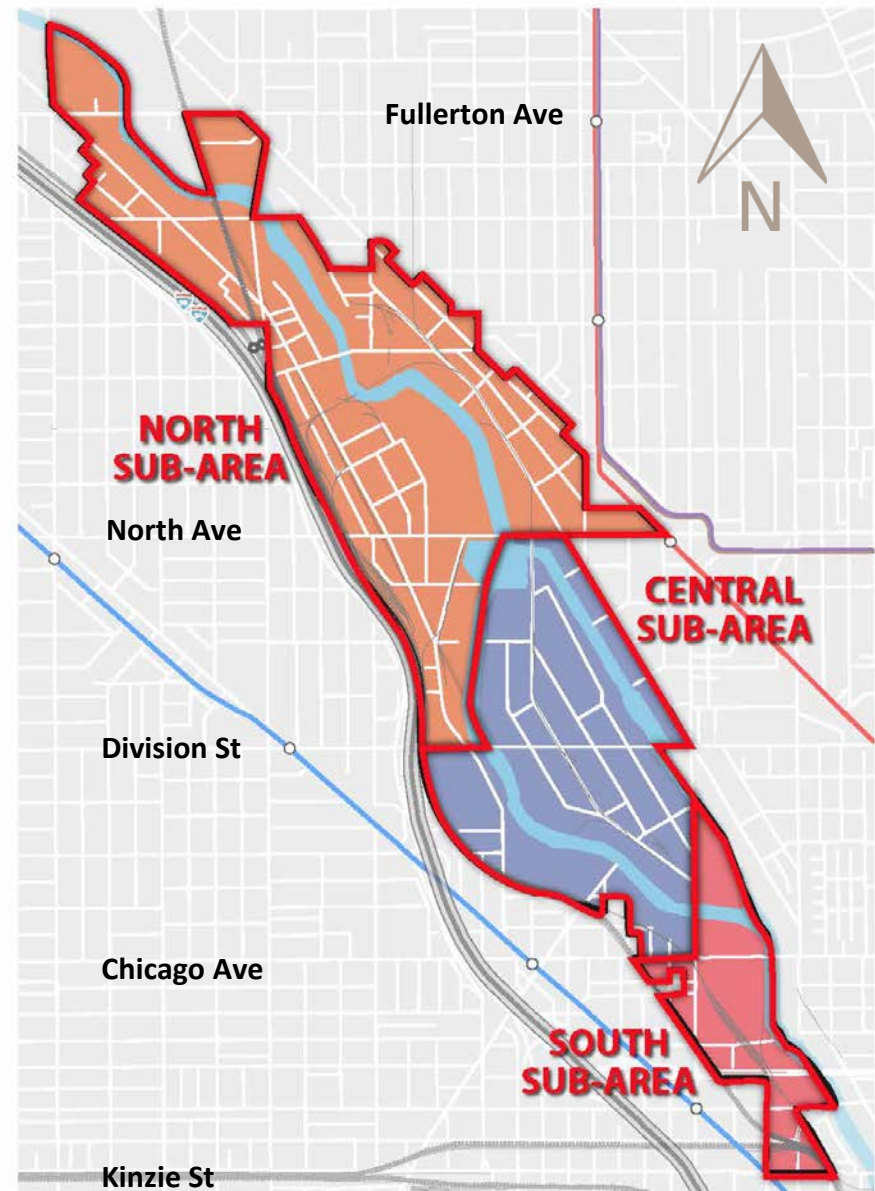 Fullerton Ave
N
NORTH
SUB-AREA
North Ave
CENTRAL
SUB-AREA
Division St
Chicago Ave
SOUTH
SUB-AREA
Kinzie St